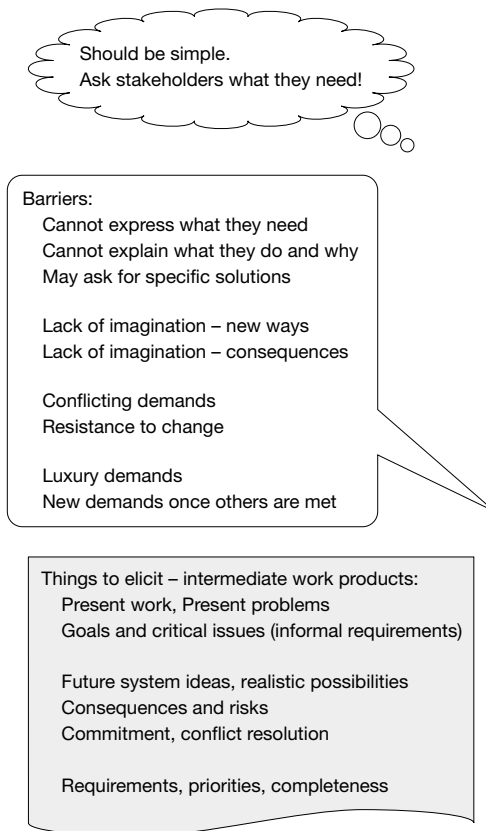 Should be simple.
Ask stakeholders what they need!
Barriers:
Cannot express what they need
Cannot explain what they do and why
May ask for specific solutions
Lack of imagination – new ways
Lack of imagination – consequences
Conflicting demands
Resistance to change
Luxury demands
New demands once others are met
Things to elicit – intermediate work products:
Present work, Present problems
Goals and critical issues (informal requirements)
Future system ideas, realistic possibilities
Consequences and risks
Commitment, conflict resolution
Requirements, priorities, completeness